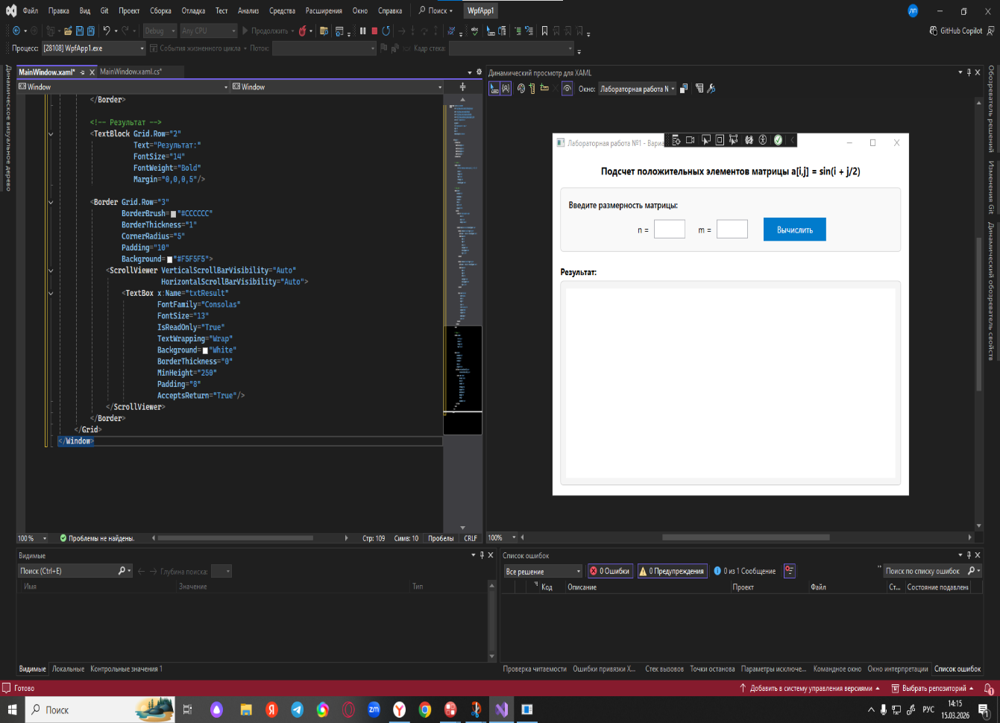 Файл Правка Вид Git Проект Сборка Отладка Тест Анализ Средства Расширения Окно Справка Поиск WpfApp1 ЛП
Debug Any CPU Продолжить GitHub Copilot
Процесс: [28108] WpfApp1.exe События жизненного цикла Поток: Кадр стека:
Динамическое визуальное дерево
MainWindow.xaml* MainWindow.xaml.cs*
Window Window
</Border>
<!-- Результат -->
<TextBlock Grid.Row="2"
Text="Результат:"
FontSize="14"
FontWeight="Bold"
Margin="0,0,0,5"/>
<Border Grid.Row="3"
BorderBrush="#CCCCCC"
BorderThickness="1"
CornerRadius="5"
Padding="10"
Background="#F5F5F5">
<ScrollViewer VerticalScrollBarVisibility="Auto"
HorizontalScrollBarVisibility="Auto">
<TextBox x:Name="txtResult"
FontFamily="Consolas"
FontSize="13"
IsReadOnly="True"
TextWrapping="Wrap"
Background="White"
BorderThickness="0"
MinHeight="250"
Padding="8"
AcceptsReturn="True"/>
</ScrollViewer>
</Border>
</Grid>
</Window>
100 % Проблемы не найдены. Стр: 109 Симв: 10 Пробелы CRLF
Динамический просмотр для XAML
Окно: Лабораторная работа N
Лабораторная работа №1 - Вариа
Подсчет положительных элементов матрицы a[i,j] = sin(i + j/2)
Введите размерность матрицы:
n = m = Вычислить
Результат:
100%
Обозреватель решений
Изменения Git
Динамический обозреватель свойств
Видимые
Поиск (Ctrl+E) Глубина поиска:
Имя Значение Тип
Видимые Локальные Контрольные значения 1
Список ошибок
Все решение 0 Ошибки 0 Предупреждения 0 из 1 Сообщение Поиск по списку ошибок
Код Описание Проект Файл Ст... Состояние подавлен
Проверка читаемости Ошибки привязки X... Стек вызовов Точки останова Параметры исключе... Командное окно Окно интерпретации Список ошибок
Готово Добавить в систему управления версиями Выбрать репозиторий 1
Поиск zm РУС 14:15
15.03.2026 1